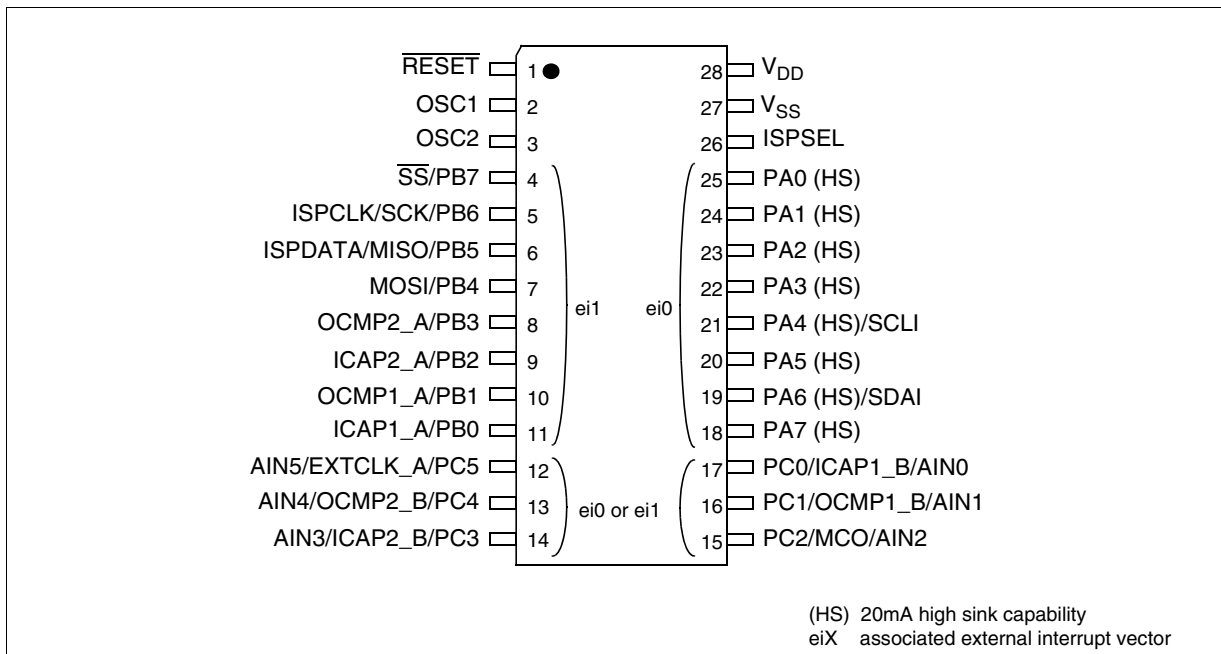 RESET 1 28 VDD
OSC1 2 27 VSS
OSC2 3 26 ISPSEL
SS/PB7 4 25 PA0 (HS)
ISPCLK/SCK/PB6 5 24 PA1 (HS)
ISPDATA/MISO/PB5 6 23 PA2 (HS)
MOSI/PB4 7 22 PA3 (HS)
ei1 ei0
OCMP2_A/PB3 8 21 PA4 (HS)/SCLI
ICAP2_A/PB2 9 20 PA5 (HS)
OCMP1_A/PB1 10 19 PA6 (HS)/SDAI
ICAP1_A/PB0 11 18 PA7 (HS)
AIN5/EXTCLK_A/PC5 12 17 PC0/ICAP1_B/AIN0
AIN4/OCMP2_B/PC4 13 ei0 or ei1 16 PC1/OCMP1_B/AIN1
AIN3/ICAP2_B/PC3 14 15 PC2/MCO/AIN2
(HS) 20mA high sink capability
eiX associated external interrupt vector